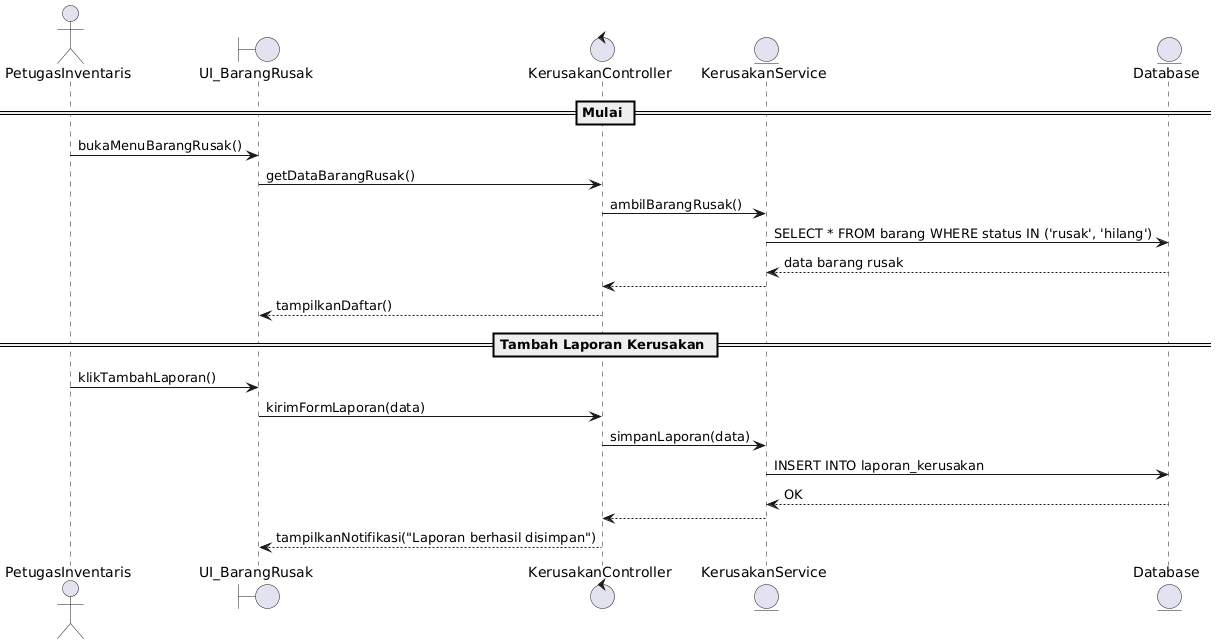 PetugasInventaris
UI_BarangRusak
KerusakanController
KerusakanService
Database
Mulai
bukaMenuBarangRusak()
getDataBarangRusak()
ambilBarangRusak()
SELECT * FROM barang WHERE status IN ('rusak', 'hilang')
data barang rusak
tampilkanDaftar()
Tambah Laporan Kerusakan
klikTambahLaporan()
kirimFormLaporan(data)
simpanLaporan(data)
INSERT INTO laporan_kerusakan
OK
tampilkanNotifikasi("Laporan berhasil disimpan")
PetugasInventaris
UI_BarangRusak
KerusakanController
KerusakanService
Database